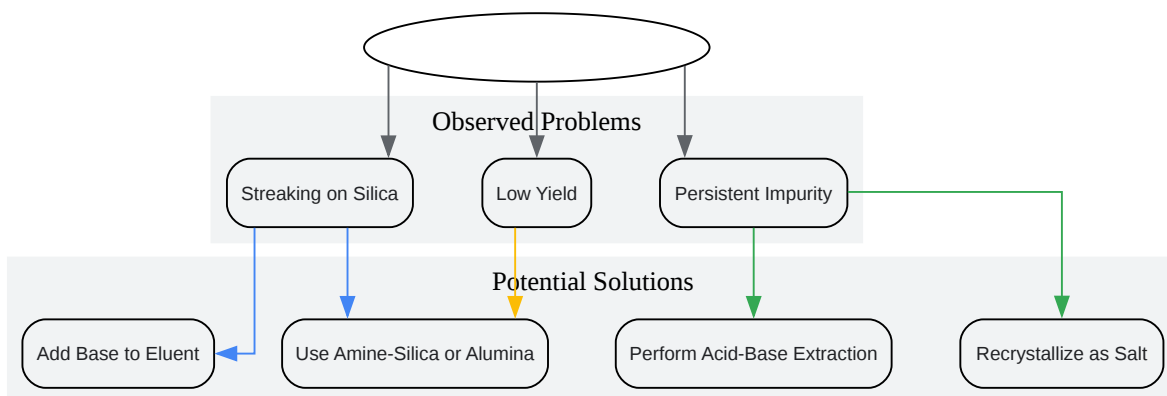 Observed Problems
Streaking on Silica
Low Yield
Persistent Impurity
Potential Solutions
Add Base to Eluent
Use Amine-Silica or Alumina
Perform Acid-Base Extraction
Recrystallize as Salt